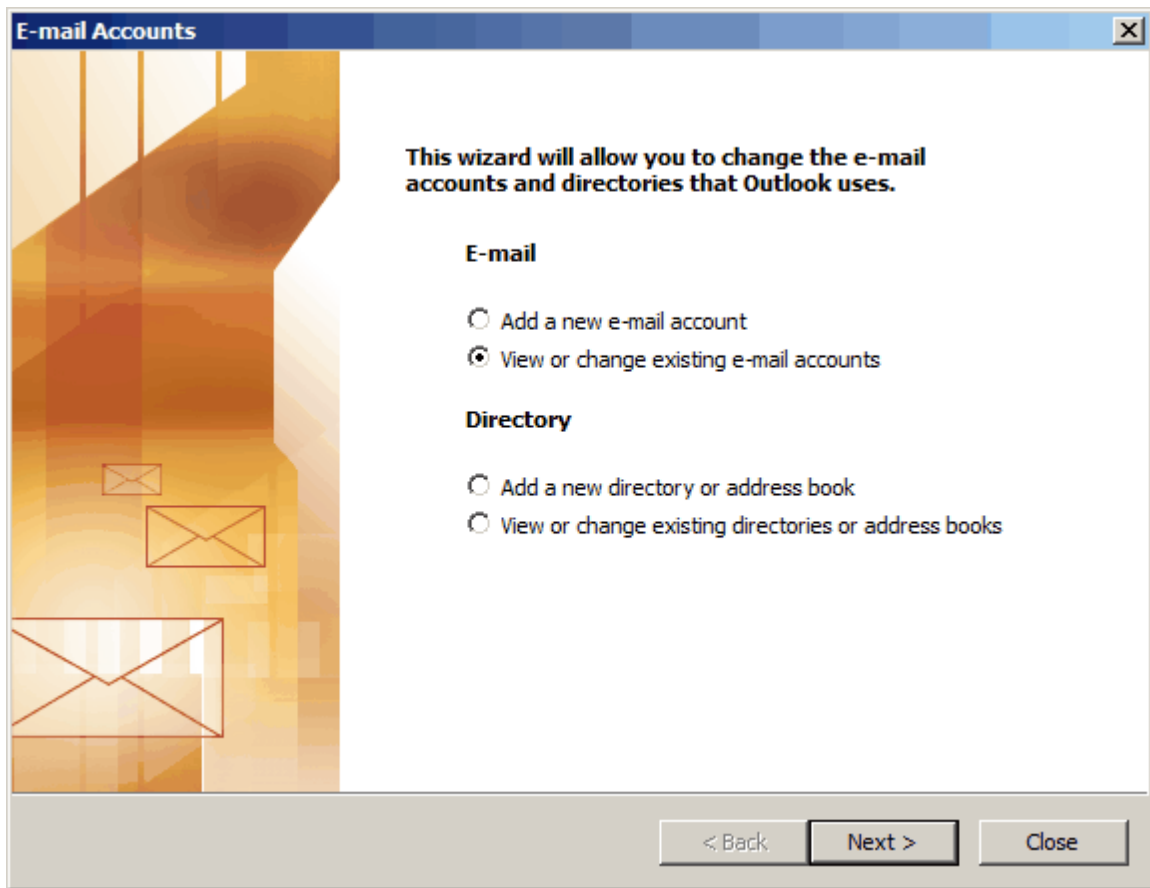 E-mail Accounts
This wizard will allow you to change the e-mail
accounts and directories that Outlook uses.
E-mail
Add a new e-mail account
View or change existing e-mail accounts
Directory
Add a new directory or address book
View or change existing directories or address books
< Back
Next >
Close